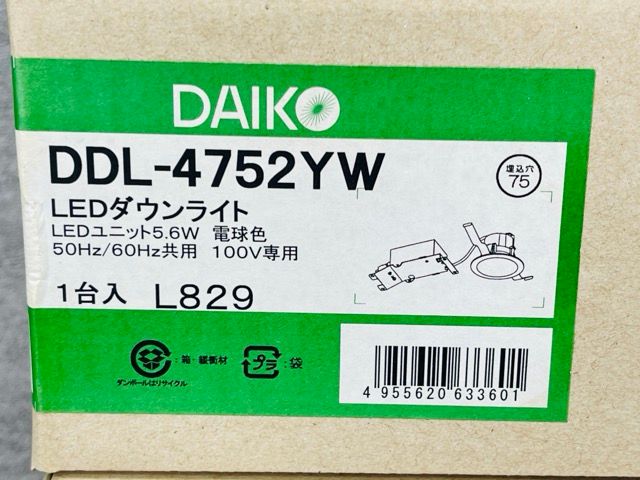 DAIKO
DDL-4752YW
埋込穴
75
LEDダウンライト
LEDユニット5.6W 電球色
50Hz/60Hz共用 100V専用
1台入 L829
:箱・緩衝材
プラ
:袋
ダンボールはリサイクル
4 955620 633601